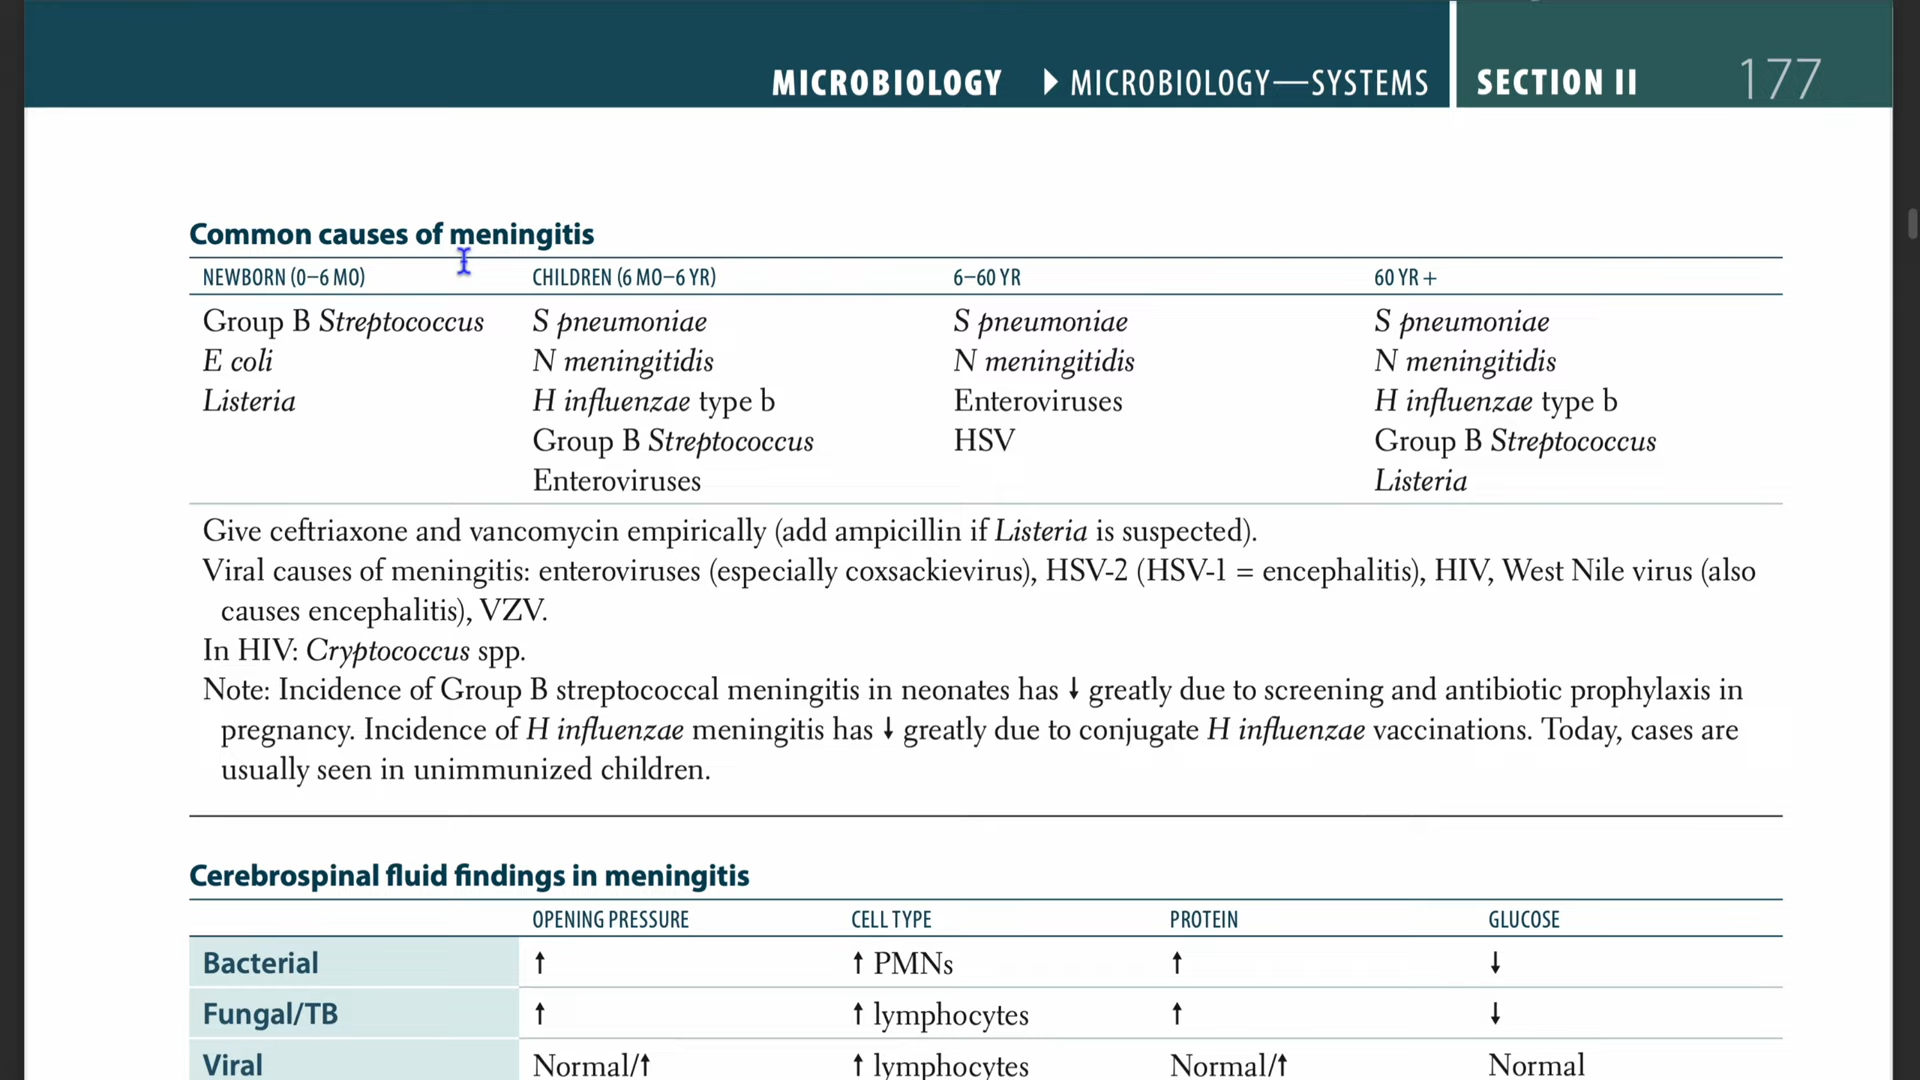 MICROBIOLOGY ▶ MICROBIOLOGY—SYSTEMS SECTION II 177
Common causes of meningitis
NEWBORN (0–6 MO) CHILDREN (6 MO–6 YR) 6–60 YR 60 YR +
Group B Streptococcus S pneumoniae S pneumoniae S pneumoniae
E coli N meningitidis N meningitidis N meningitidis
Listeria H influenzae type b Enteroviruses H influenzae type b
Group B Streptococcus HSV Group B Streptococcus
Enteroviruses Listeria
Give ceftriaxone and vancomycin empirically (add ampicillin if Listeria is suspected).
Viral causes of meningitis: enteroviruses (especially coxsackievirus), HSV-2 (HSV-1 = encephalitis), HIV, West Nile virus (also
causes encephalitis), VZV.
In HIV: Cryptococcus spp.
Note: Incidence of Group B streptococcal meningitis in neonates has ↓ greatly due to screening and antibiotic prophylaxis in
pregnancy. Incidence of H influenzae meningitis has ↓ greatly due to conjugate H influenzae vaccinations. Today, cases are
usually seen in unimmunized children.
Cerebrospinal fluid findings in meningitis
OPENING PRESSURE CELL TYPE PROTEIN GLUCOSE
Bacterial ↑ ↑ PMNs ↑ ↓
Fungal/TB ↑ ↑ lymphocytes ↑ ↓
Viral Normal/↑ ↑ lymphocytes Normal/↑ Normal